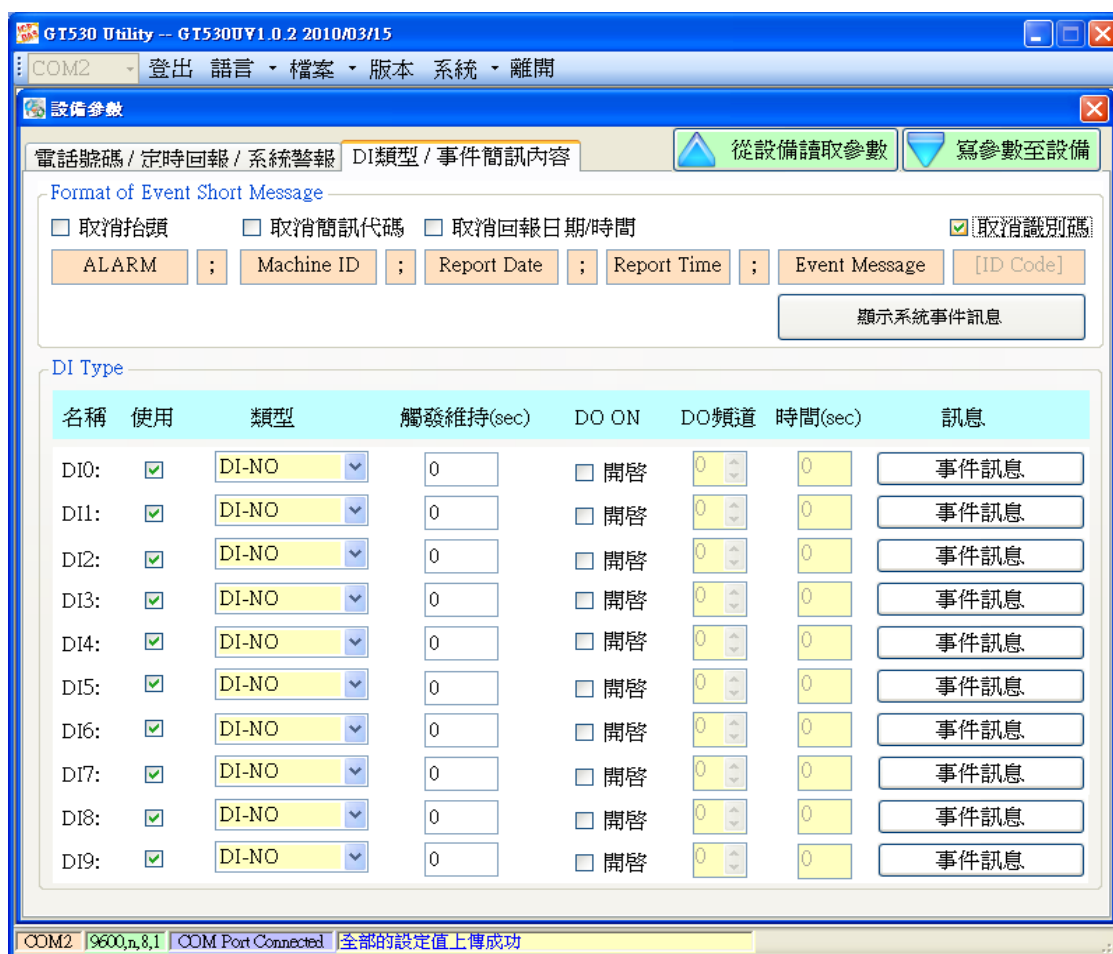 GT530 Utility -- GT530UV1.0.2 2010/03/15
COM2 登出 語言 檔案 版本 系統 離開
設備參數
電話號碼 / 定時回報 / 系統警報 DI類型 / 事件簡訊內容 從設備讀取參數 寫參數至設備
Format of Event Short Message
取消抬頭 取消簡訊代碼 取消回報日期/時間 取消識別碼
ALARM ; Machine ID ; Report Date ; Report Time ; Event Message [ID Code]
顯示系統事件訊息
DI Type
名稱 使用 類型 觸發維持(sec) DO ON DO頻道 時間(sec) 訊息
DI0: DI-NO 0 開啓 0 0 事件訊息
DI1: DI-NO 0 開啓 0 0 事件訊息
DI2: DI-NO 0 開啓 0 0 事件訊息
DI3: DI-NO 0 開啓 0 0 事件訊息
DI4: DI-NO 0 開啓 0 0 事件訊息
DI5: DI-NO 0 開啓 0 0 事件訊息
DI6: DI-NO 0 開啓 0 0 事件訊息
DI7: DI-NO 0 開啓 0 0 事件訊息
DI8: DI-NO 0 開啓 0 0 事件訊息
DI9: DI-NO 0 開啓 0 0 事件訊息
COM2 9600,n,8,1 COM Port Connected 全部的設定值上傳成功